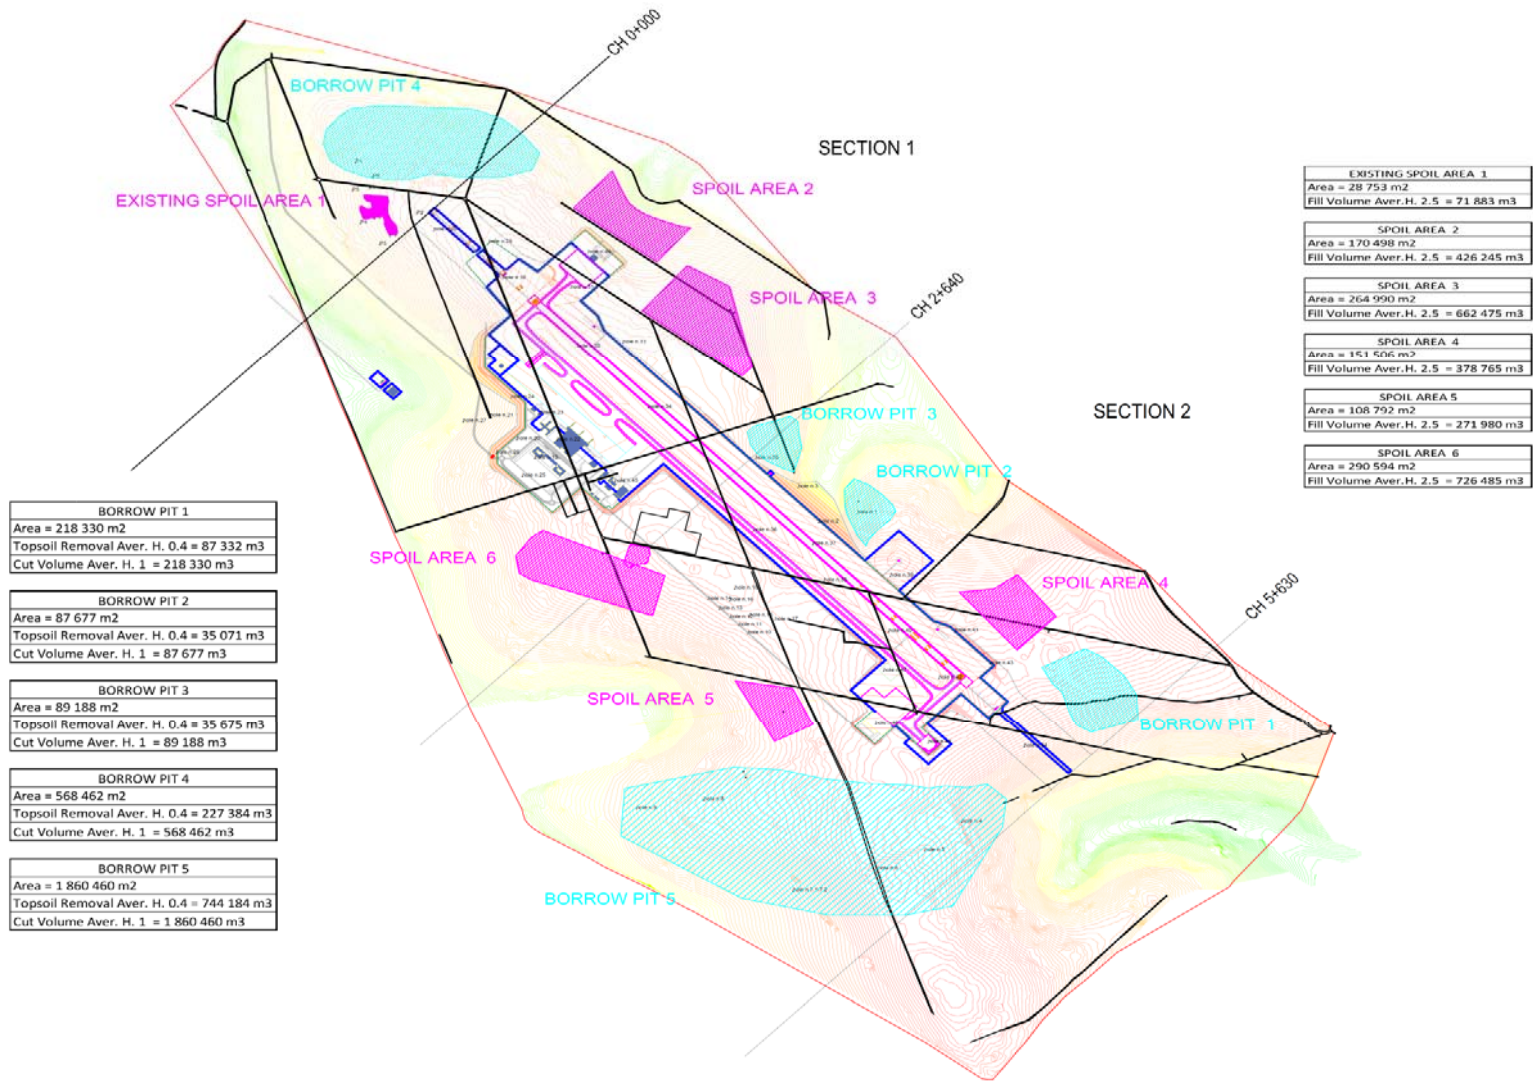 CH 0+000
BORROW PIT 4
SECTION 1
SPOIL AREA 2
EXISTING SPOIL AREA 1
SPOIL AREA 3
CH 2+640
BORROW PIT 3
SECTION 2
BORROW PIT 2
SPOIL AREA 6
SPOIL AREA 4
CH 5+630
SPOIL AREA 5
BORROW PIT 1
BORROW PIT 5
EXISTING SPOIL AREA 1
Area = 28 753 m2
Fill Volume Aver.H. 2.5 = 71 883 m3
SPOIL AREA 2
Area = 170 498 m2
Fill Volume Aver.H. 2.5 = 426 245 m3
SPOIL AREA 3
Area = 264 990 m2
Fill Volume Aver.H. 2.5 = 662 475 m3
SPOIL AREA 4
Area = 151 506 m2
Fill Volume Aver.H. 2.5 = 378 765 m3
SPOIL AREA 5
Area = 108 792 m2
Fill Volume Aver.H. 2.5 = 271 980 m3
SPOIL AREA 6
Area = 290 594 m2
Fill Volume Aver.H. 2.5 = 726 485 m3
BORROW PIT 1
Area = 218 330 m2
Topsoil Removal Aver. H. 0.4 = 87 332 m3
Cut Volume Aver. H. 1 = 218 330 m3
BORROW PIT 2
Area = 87 677 m2
Topsoil Removal Aver. H. 0.4 = 35 071 m3
Cut Volume Aver. H. 1 = 87 677 m3
BORROW PIT 3
Area = 89 188 m2
Topsoil Removal Aver. H. 0.4 = 35 675 m3
Cut Volume Aver. H. 1 = 89 188 m3
BORROW PIT 4
Area = 568 462 m2
Topsoil Removal Aver. H. 0.4 = 227 384 m3
Cut Volume Aver. H. 1 = 568 462 m3
BORROW PIT 5
Area = 1 860 460 m2
Topsoil Removal Aver. H. 0.4 = 744 184 m3
Cut Volume Aver. H. 1 = 1 860 460 m3